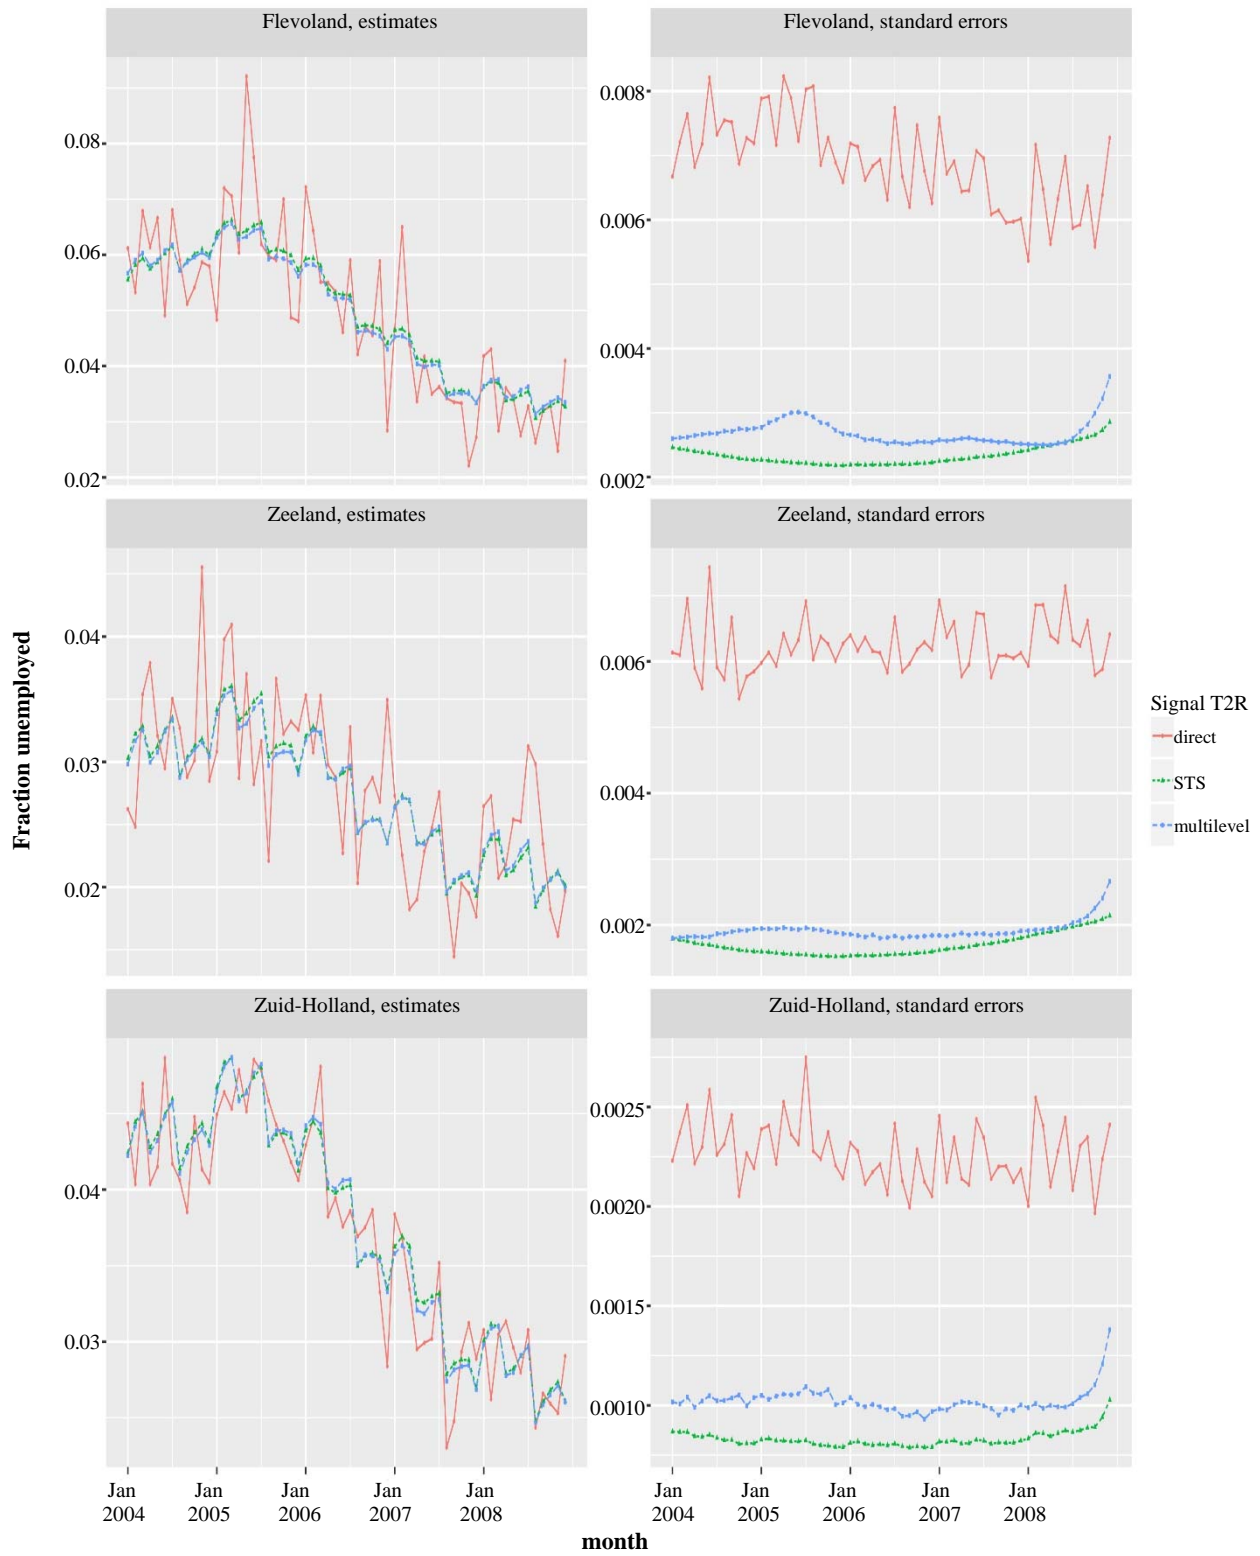 Flevoland, estimates
Flevoland, standard errors
0.08
0.06
0.04
0.02
0.008
0.006
0.004
0.002
Zeeland, estimates
Zeeland, standard errors
0.04
0.03
0.02
0.006
0.004
0.002
Fraction unemployed
Signal T2R
direct
STS
multilevel
Zuid-Holland, estimates
Zuid-Holland, standard errors
0.04
0.03
0.0025
0.0020
0.0015
0.0010
Jan Jan Jan Jan Jan
2004 2005 2006 2007 2008
Jan Jan Jan Jan Jan
2004 2005 2006 2007 2008
month